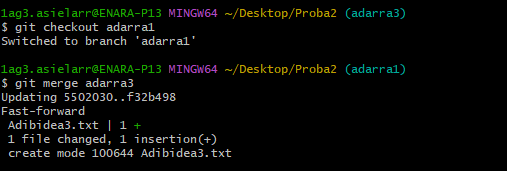 1ag3.asielarr@ENARA-P13 MINGW64 ~/Desktop/Proba2 (adarra3)
$ git checkout adarra1
Switched to branch 'adarra1'
1ag3.asielarr@ENARA-P13 MINGW64 ~/Desktop/Proba2 (adarra1)
$ git merge adarra3
Updating 5502030..f32b498
Fast-forward
 Adibidea3.txt | 1 +
 1 file changed, 1 insertion(+)
 create mode 100644 Adibidea3.txt